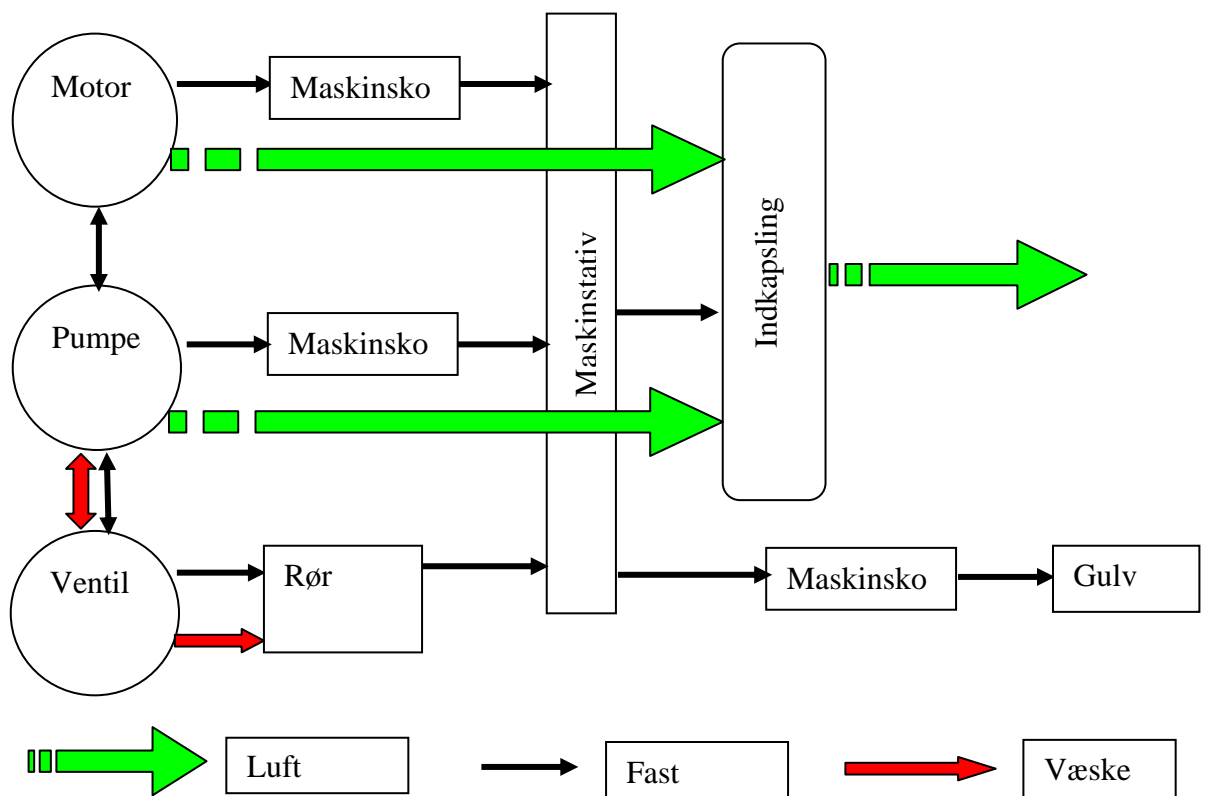 Motor
Maskinsko
Maskinstativ
Indkapsling
Pumpe
Maskinsko
Ventil
Rør
Maskinsko
Gulv
Luft
Fast
Væske